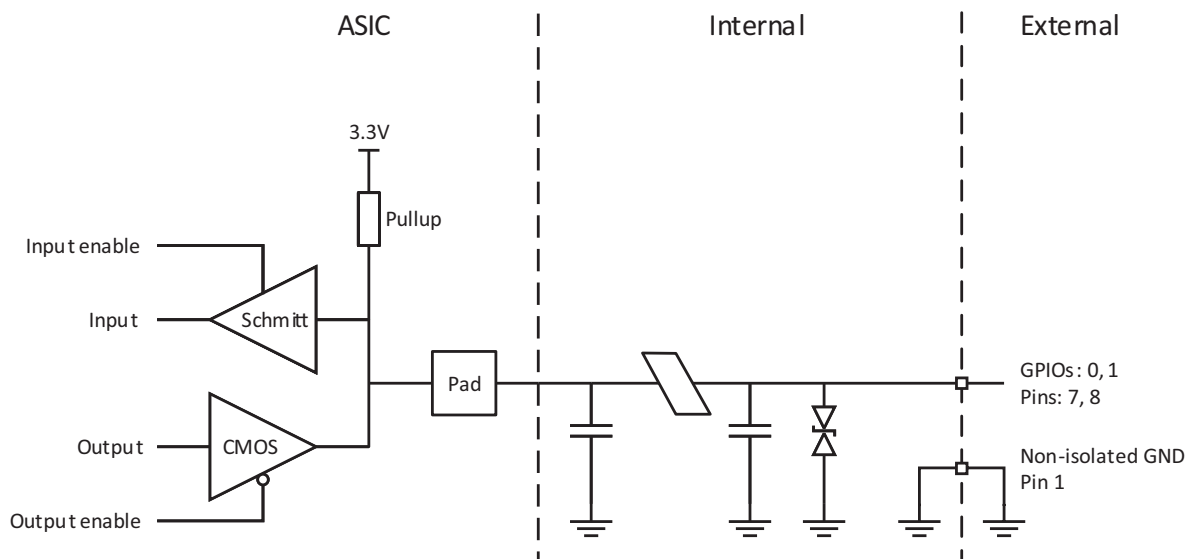 ASIC
Internal
External
3.3V
Pullup
Input enable
Input
Schmitt
Pad
GPIOs: 0, 1
Pins: 7, 8
Output
CMOS
Non-isolated GND
Pin 1
Output enable